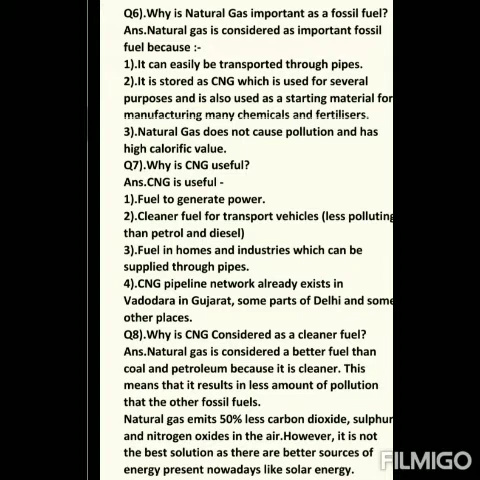 Q6).Why is Natural Gas important as a fossil fuel?
Ans.Natural gas is considered as important fossil
fuel because :-
1).It can easily be transported through pipes.
2).It is stored as CNG which is used for several
purposes and is also used as a starting material for
manufacturing many chemicals and fertilisers.
3).Natural Gas does not cause pollution and has
high calorific value.
Q7).Why is CNG useful?
Ans.CNG is useful -
1).Fuel to generate power.
2).Cleaner fuel for transport vehicles (less polluting
than petrol and diesel)
3).Fuel in homes and industries which can be
supplied through pipes.
4).CNG pipeline network already exists in
Vadodara in Gujarat, some parts of Delhi and some
other places.
Q8).Why is CNG Considered as a cleaner fuel?
Ans.Natural gas is considered a better fuel than
coal and petroleum because it is cleaner. This
means that it results in less amount of pollution
that the other fossil fuels.
Natural gas emits 50% less carbon dioxide, sulphur
and nitrogen oxides in the air.However, it is not
the best solution as there are better sources of
energy present nowadays like solar energy.
FILMIGO